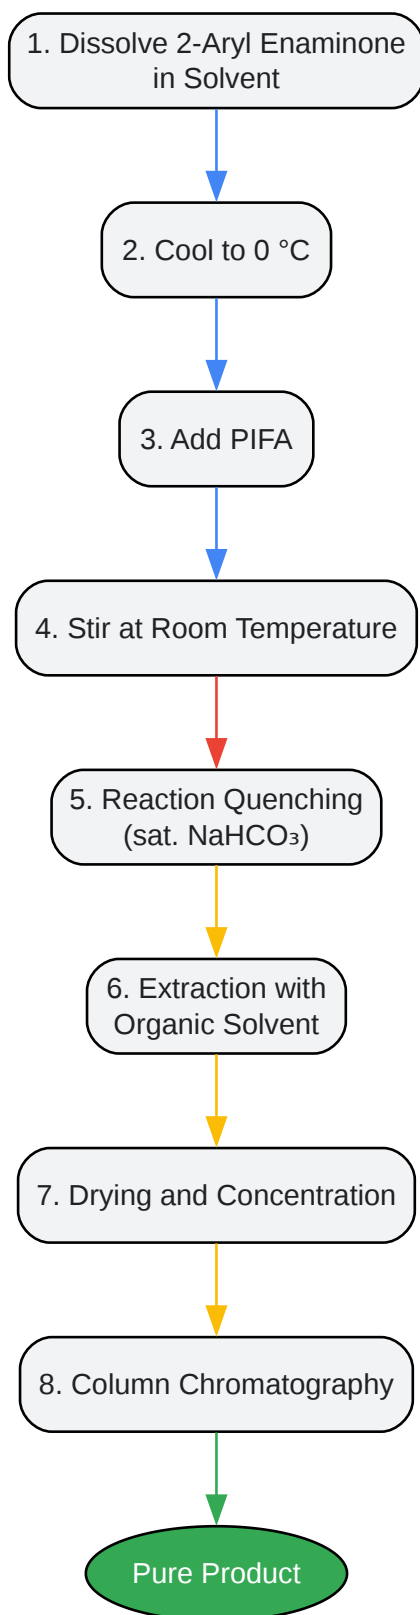 1. Dissolve 2-Aryl Enaminone
in Solvent
2. Cool to 0 °C
3. Add PIFA
4. Stir at Room Temperature
5. Reaction Quenching
(sat. NaHCO₃)
6. Extraction with
Organic Solvent
7. Drying and Concentration
8. Column Chromatography
Pure Product